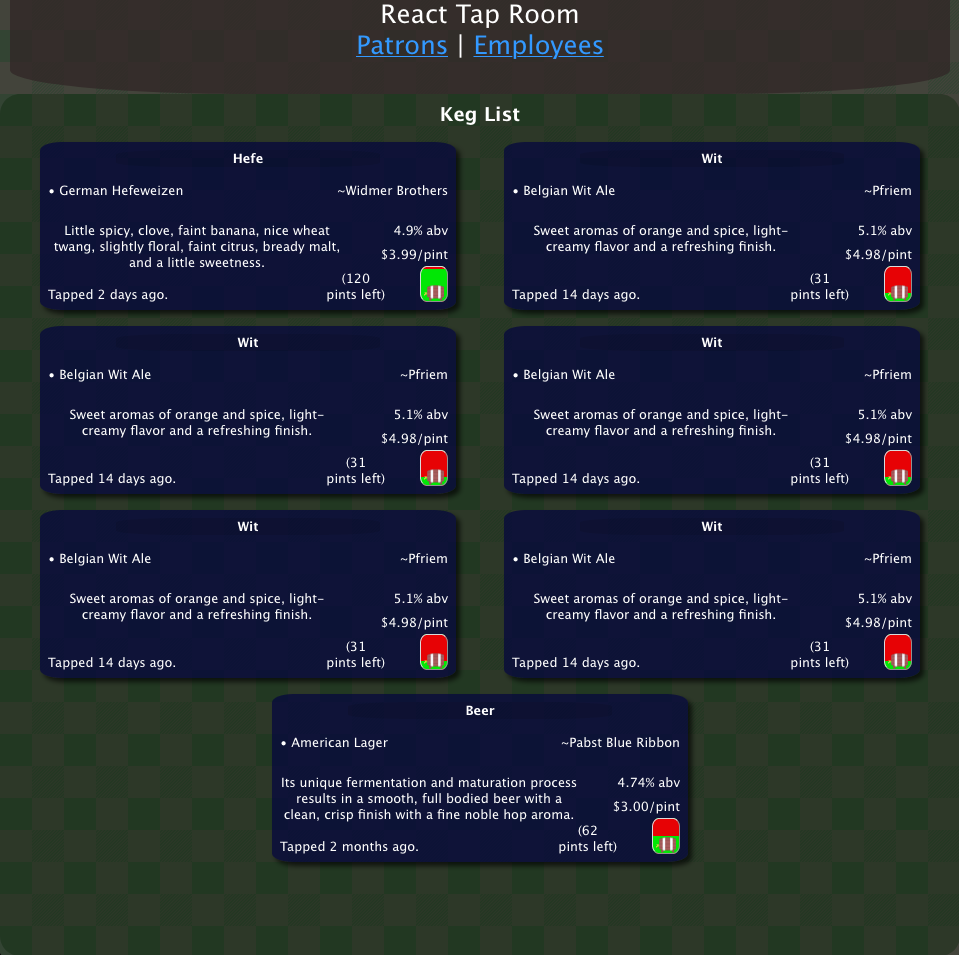 React Tap Room
Patrons | Employees
Keg List
Hefe
• German Hefeweizen ~Widmer Brothers
Little spicy, clove, faint banana, nice wheat
twang, slightly floral, faint citrus, bready malt,
and a little sweetness.
4.9% abv
$3.99/pint
Tapped 2 days ago.
(120
pints left)
Wit
• Belgian Wit Ale ~Pfriem
Sweet aromas of orange and spice, light-
creamy flavor and a refreshing finish.
5.1% abv
$4.98/pint
Tapped 14 days ago.
(31
pints left)
Wit
• Belgian Wit Ale ~Pfriem
Sweet aromas of orange and spice, light-
creamy flavor and a refreshing finish.
5.1% abv
$4.98/pint
Tapped 14 days ago.
(31
pints left)
Wit
• Belgian Wit Ale ~Pfriem
Sweet aromas of orange and spice, light-
creamy flavor and a refreshing finish.
5.1% abv
$4.98/pint
Tapped 14 days ago.
(31
pints left)
Wit
• Belgian Wit Ale ~Pfriem
Sweet aromas of orange and spice, light-
creamy flavor and a refreshing finish.
5.1% abv
$4.98/pint
Tapped 14 days ago.
(31
pints left)
Wit
• Belgian Wit Ale ~Pfriem
Sweet aromas of orange and spice, light-
creamy flavor and a refreshing finish.
5.1% abv
$4.98/pint
Tapped 14 days ago.
(31
pints left)
Beer
• American Lager ~Pabst Blue Ribbon
Its unique fermentation and maturation process
results in a smooth, full bodied beer with a
clean, crisp finish with a fine noble hop aroma.
4.74% abv
$3.00/pint
Tapped 2 months ago.
(62
pints left)